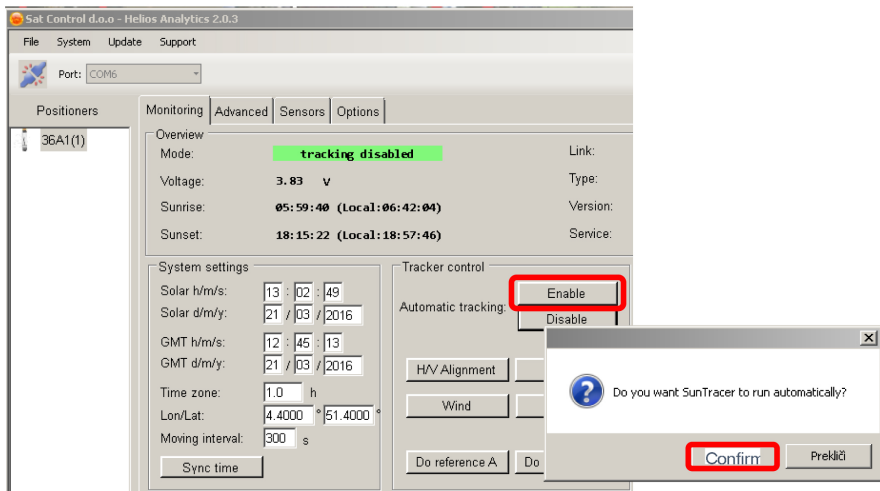 Sat Control d.o.o - Helios Analytics 2.0.3
File System Update Support
Port: COM6
Positioners
36A1(1)
Monitoring Advanced Sensors Options
Overview
Mode: tracking disabled Link:
Voltage: 3.83 V Type:
Sunrise: 05:59:40 (Local:06:42:04) Version:
Sunset: 18:15:22 (Local:18:57:46) Service:
System settings
Solar h/m/s: 13 : 02 : 49
Solar d/m/y: 21 / 03 / 2016
GMT h/m/s: 12 : 45 : 13
GMT d/m/y: 21 / 03 / 2016
Time zone: 1.0 h
Lon/Lat: 4.4000 ° 51.4000 °
Moving interval: 300 s
Sync time
Tracker control
Automatic tracking: Enable
Disable
H/V Alignment
Wind
Do reference A Do
Do you want SunTracer to run automatically?
Confirm Prekliči